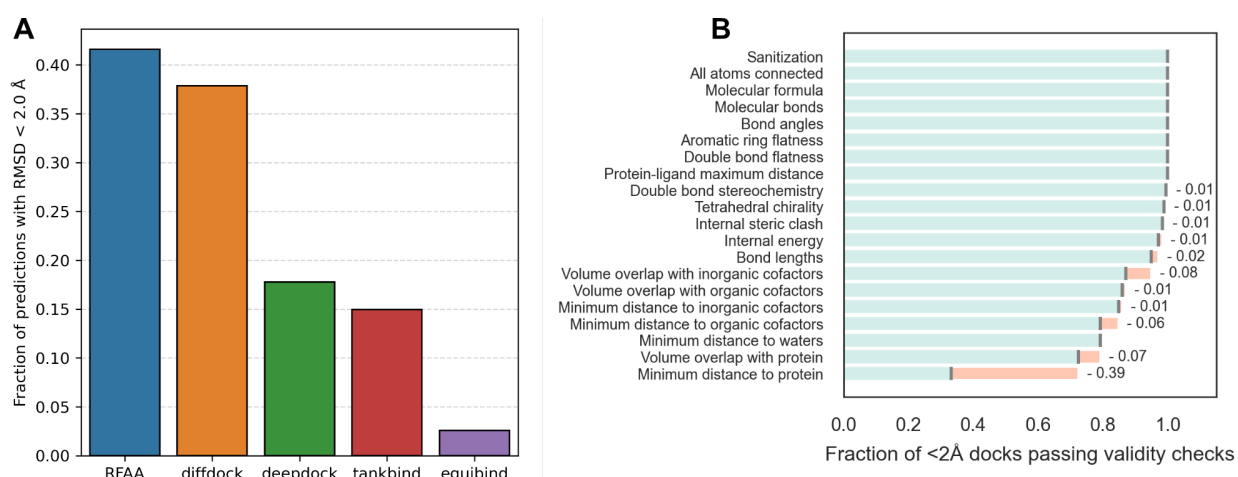 A
Fraction of predictions with RMSD < 2.0 Å
0.40
0.35
0.30
0.25
0.20
0.15
0.10
0.05
0.00
RFAA diffdock deepdock tankbind equibind
B
Sanitization
All atoms connected
Molecular formula
Molecular bonds
Bond angles
Aromatic ring flatness
Double bond flatness
Protein-ligand maximum distance
Double bond stereochemistry - 0.01
Tetrahedral chirality - 0.01
Internal steric clash - 0.01
Internal energy - 0.01
Bond lengths - 0.02
Volume overlap with inorganic cofactors - 0.08
Volume overlap with organic cofactors - 0.01
Minimum distance to inorganic cofactors - 0.01
Minimum distance to organic cofactors - 0.06
Minimum distance to waters
Volume overlap with protein - 0.07
Minimum distance to protein - 0.39
0.0 0.2 0.4 0.6 0.8 1.0
Fraction of <2Å docks passing validity checks